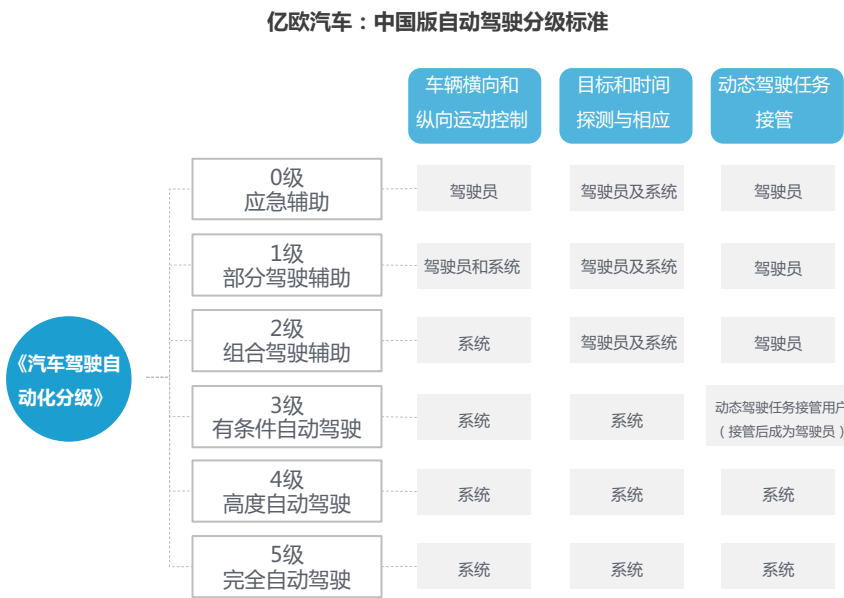 亿欧汽车：中国版自动驾驶分级标准
车辆横向和
纵向运动控制
目标和时间
探测与相应
动态驾驶任务
接管
《汽车驾驶自
动化分级》
0级
应急辅助
驾驶员
驾驶员及系统
驾驶员
1级
部分驾驶辅助
驾驶员和系统
驾驶员及系统
驾驶员
2级
组合驾驶辅助
系统
驾驶员及系统
驾驶员
3级
有条件自动驾驶
系统
系统
动态驾驶任务接管用户
（接管后成为驾驶员）
4级
高度自动驾驶
系统
系统
系统
5级
完全自动驾驶
系统
系统
系统